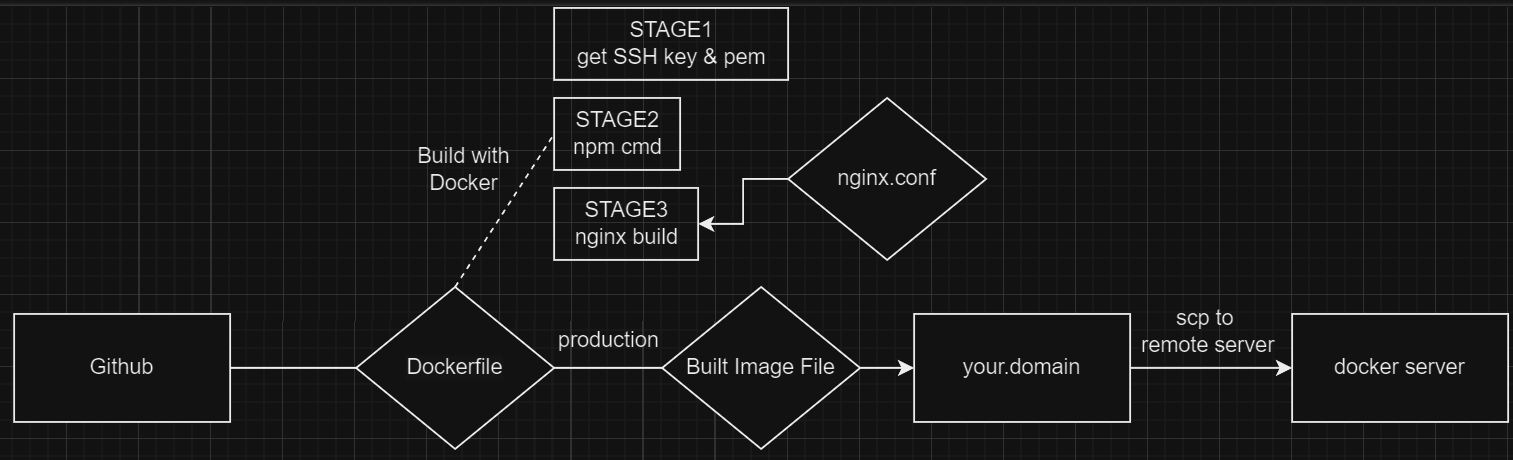 STAGE1
get SSH key & pem
STAGE2
npm cmd
Build with
Docker
nginx.conf
STAGE3
nginx build
Github
Dockerfile
production
Built Image File
your.domain
scp to
remote server
docker server